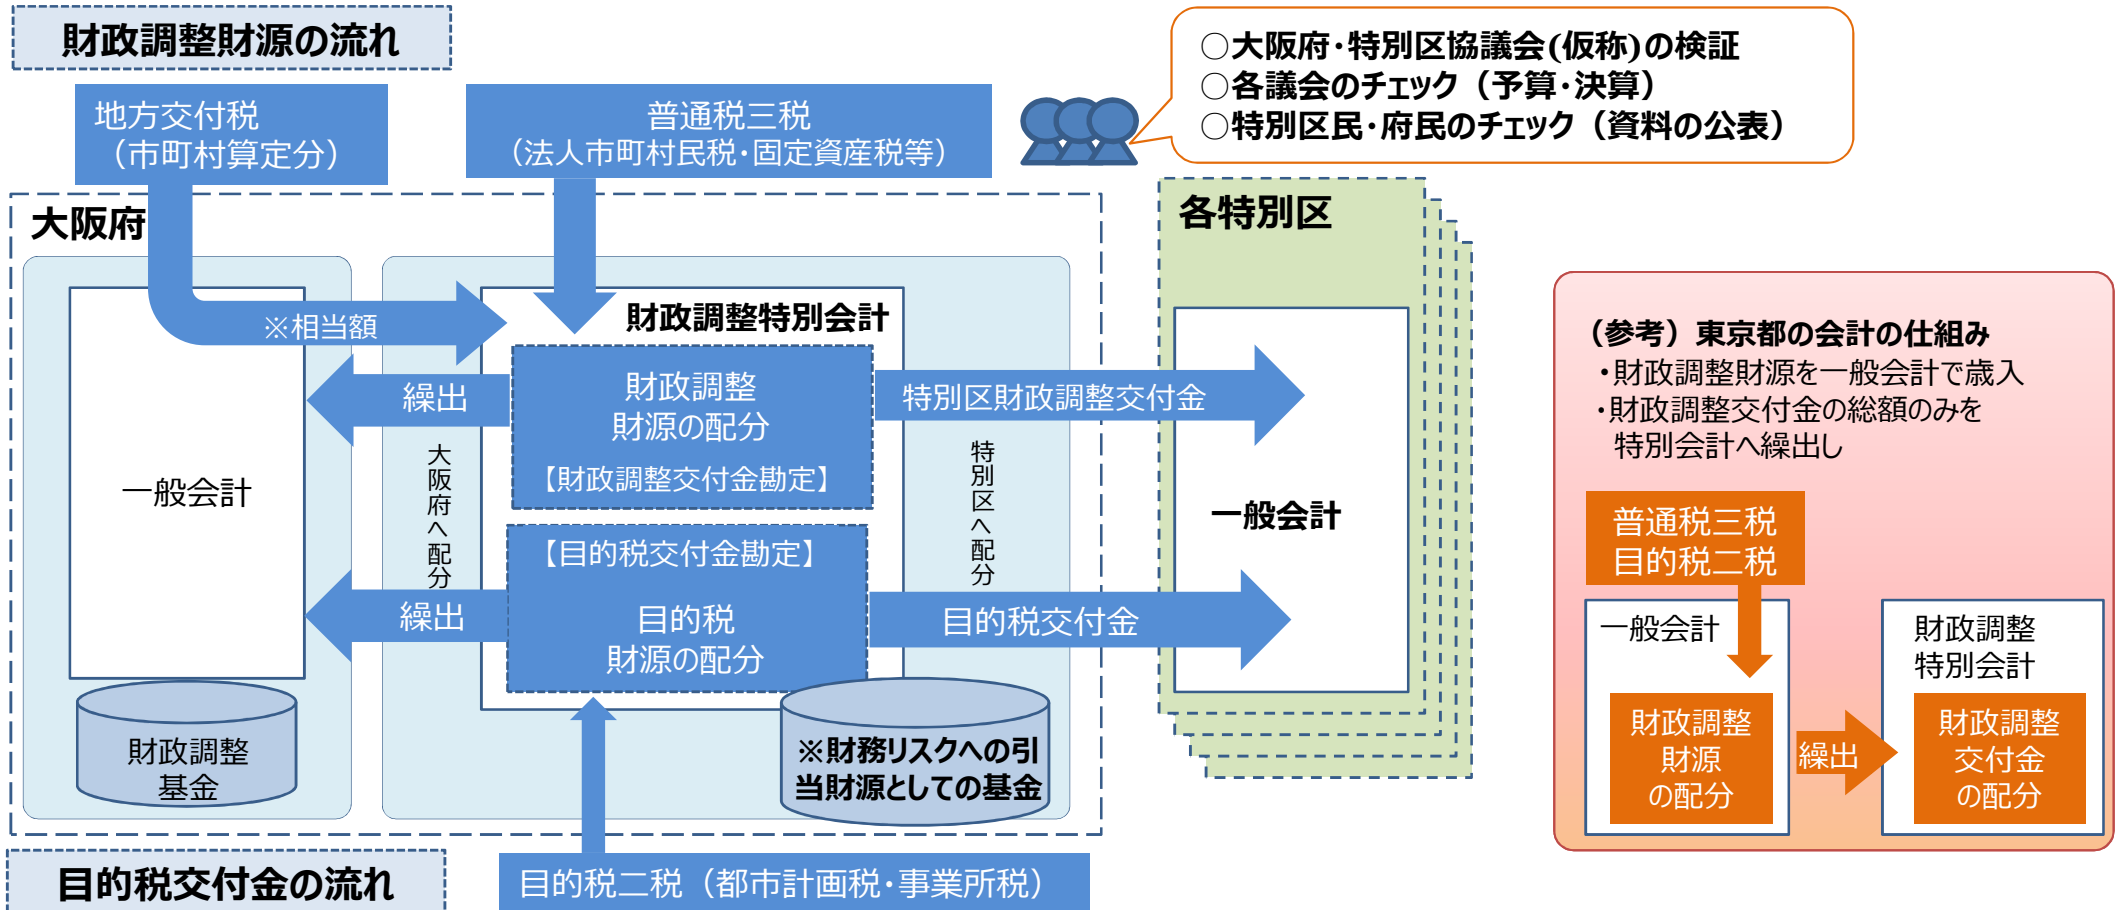 財政調整財源の流れ
○大阪府･特別区協議会(仮称)の検証
○各議会のチェック（予算･決算）
○特別区民･府民のチェック（資料の公表）
地方交付税
（市町村算定分）
普通税三税
（法人市町村民税･固定資産税等）
大阪府
各特別区
※相当額
財政調整特別会計
繰出
財政調整
財源の配分
【財政調整交付金勘定】
特別区財政調整交付金
一般会計
大阪府へ配分
特別区へ配分
一般会計
【目的税交付金勘定】
繰出
目的税
財源の配分
目的税交付金
財政調整
基金
※財務リスクへの引
当財源としての基金
目的税交付金の流れ
目的税二税（都市計画税･事業所税）
（参考）東京都の会計の仕組み
・財政調整財源を一般会計で歳入
・財政調整交付金の総額のみを
特別会計へ繰出し
普通税三税
目的税二税
一般会計
財政調整
特別会計
財政調整
財源
の配分
繰出
財政調整
交付金
の配分